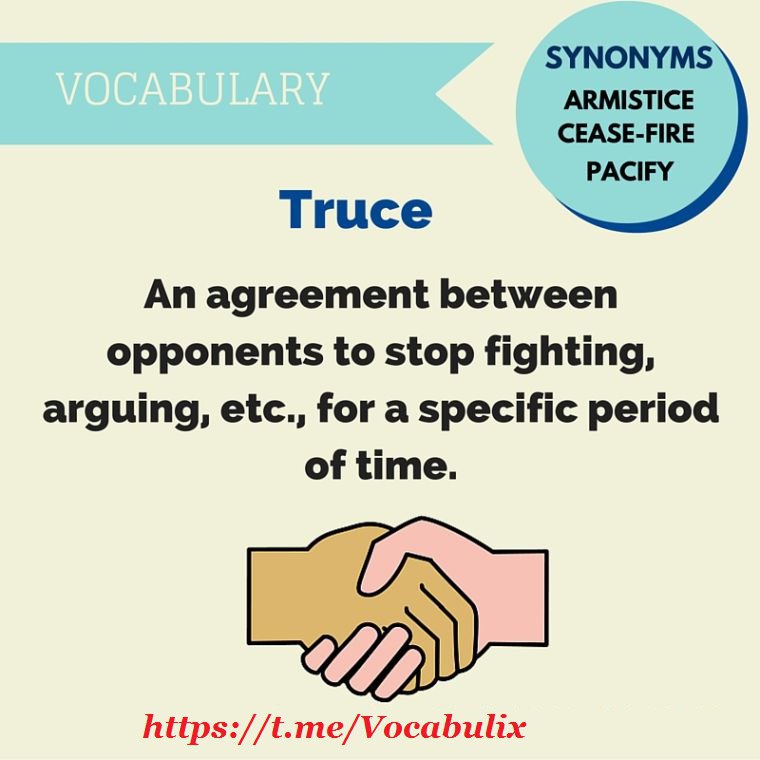 VOCABULARY
SYNONYMS
ARMISTICE
CEASE-FIRE
PACIFY
Truce
An agreement between
opponents to stop fighting,
arguing, etc., for a specific period
of time.
https://t.me/Vocabulix